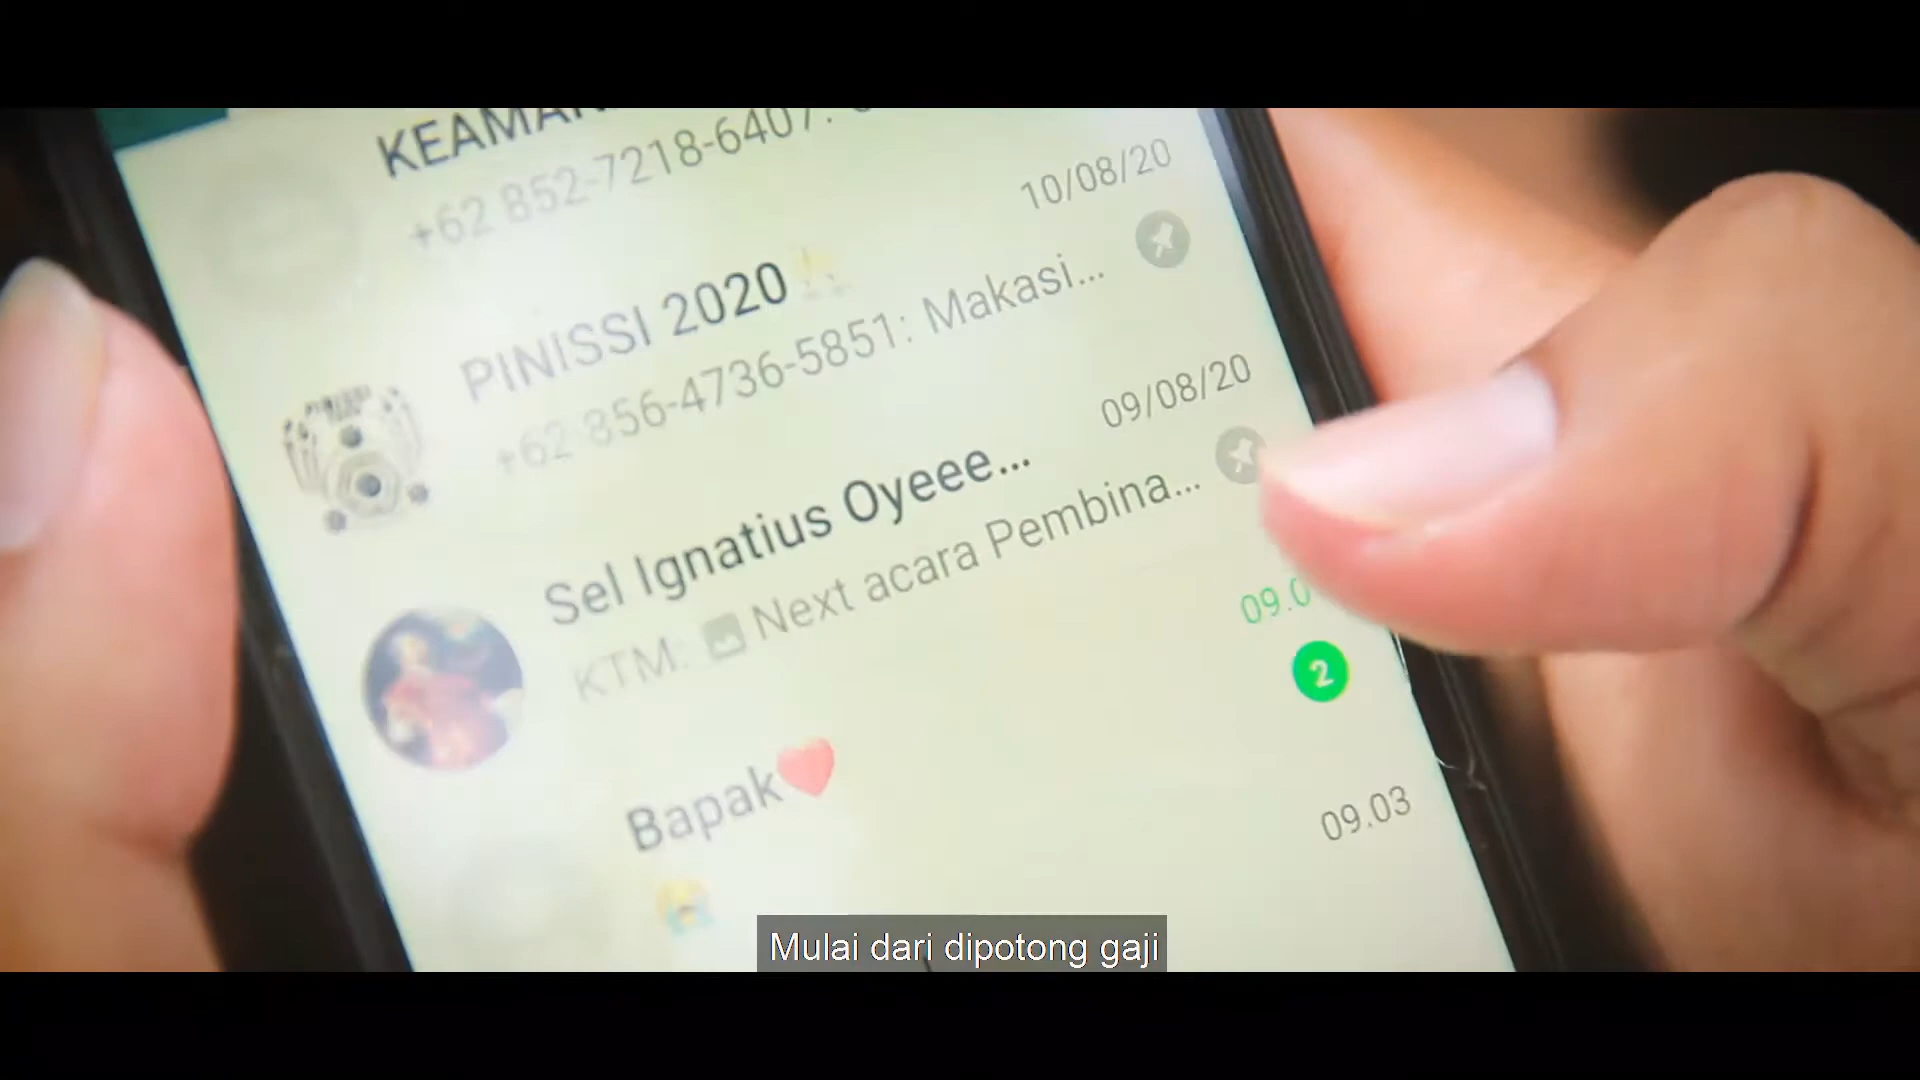 +62 852-7218-6407:
10/08/20
PINISSI 2020
+62 856-4736-5851: Makasi...
09/08/20
Sel Ignatius Oyeee...
KTM: Next acara Pembina...
2
Bapak
09.03
Mulai dari dipotong gaji